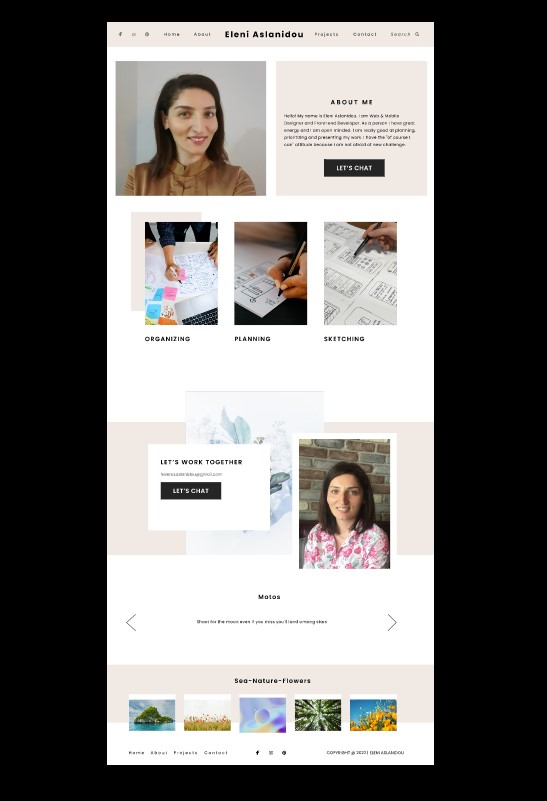 Home About Eleni Aslanidou Projects Contact Search
ABOUT ME
Hello! My name is Eleni Aslanidou. I am Web & Mobile
Designer and Front end Developer. As a person I have great
energy and I am open minded. I am really good at planning,
prioritizing and presenting my work. I have the "of course I
can" attitude because I am not afraid of new challenge.
LET'S CHAT
ORGANIZING PLANNING SKETCHING
LET'S WORK TOGETHER
LET'S CHAT
Motos
Shoot for the moon even if you miss you'll land among stars
Sea-Nature-Flowers
Home About Projects Contact COPYRIGHT @ 2022 | ELENI ASLANIDOU